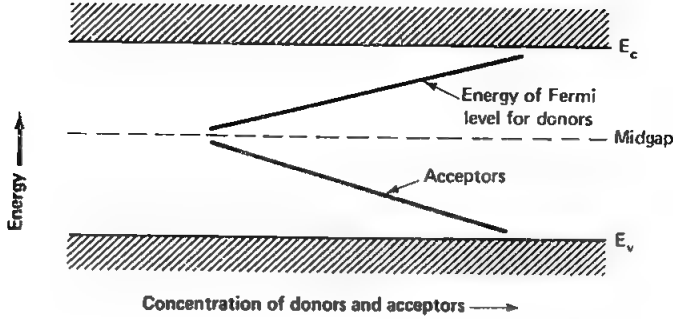 E_c
Energy of Fermi
level for donors
Midgap
Acceptors
E_v
Energy
Concentration of donors and acceptors